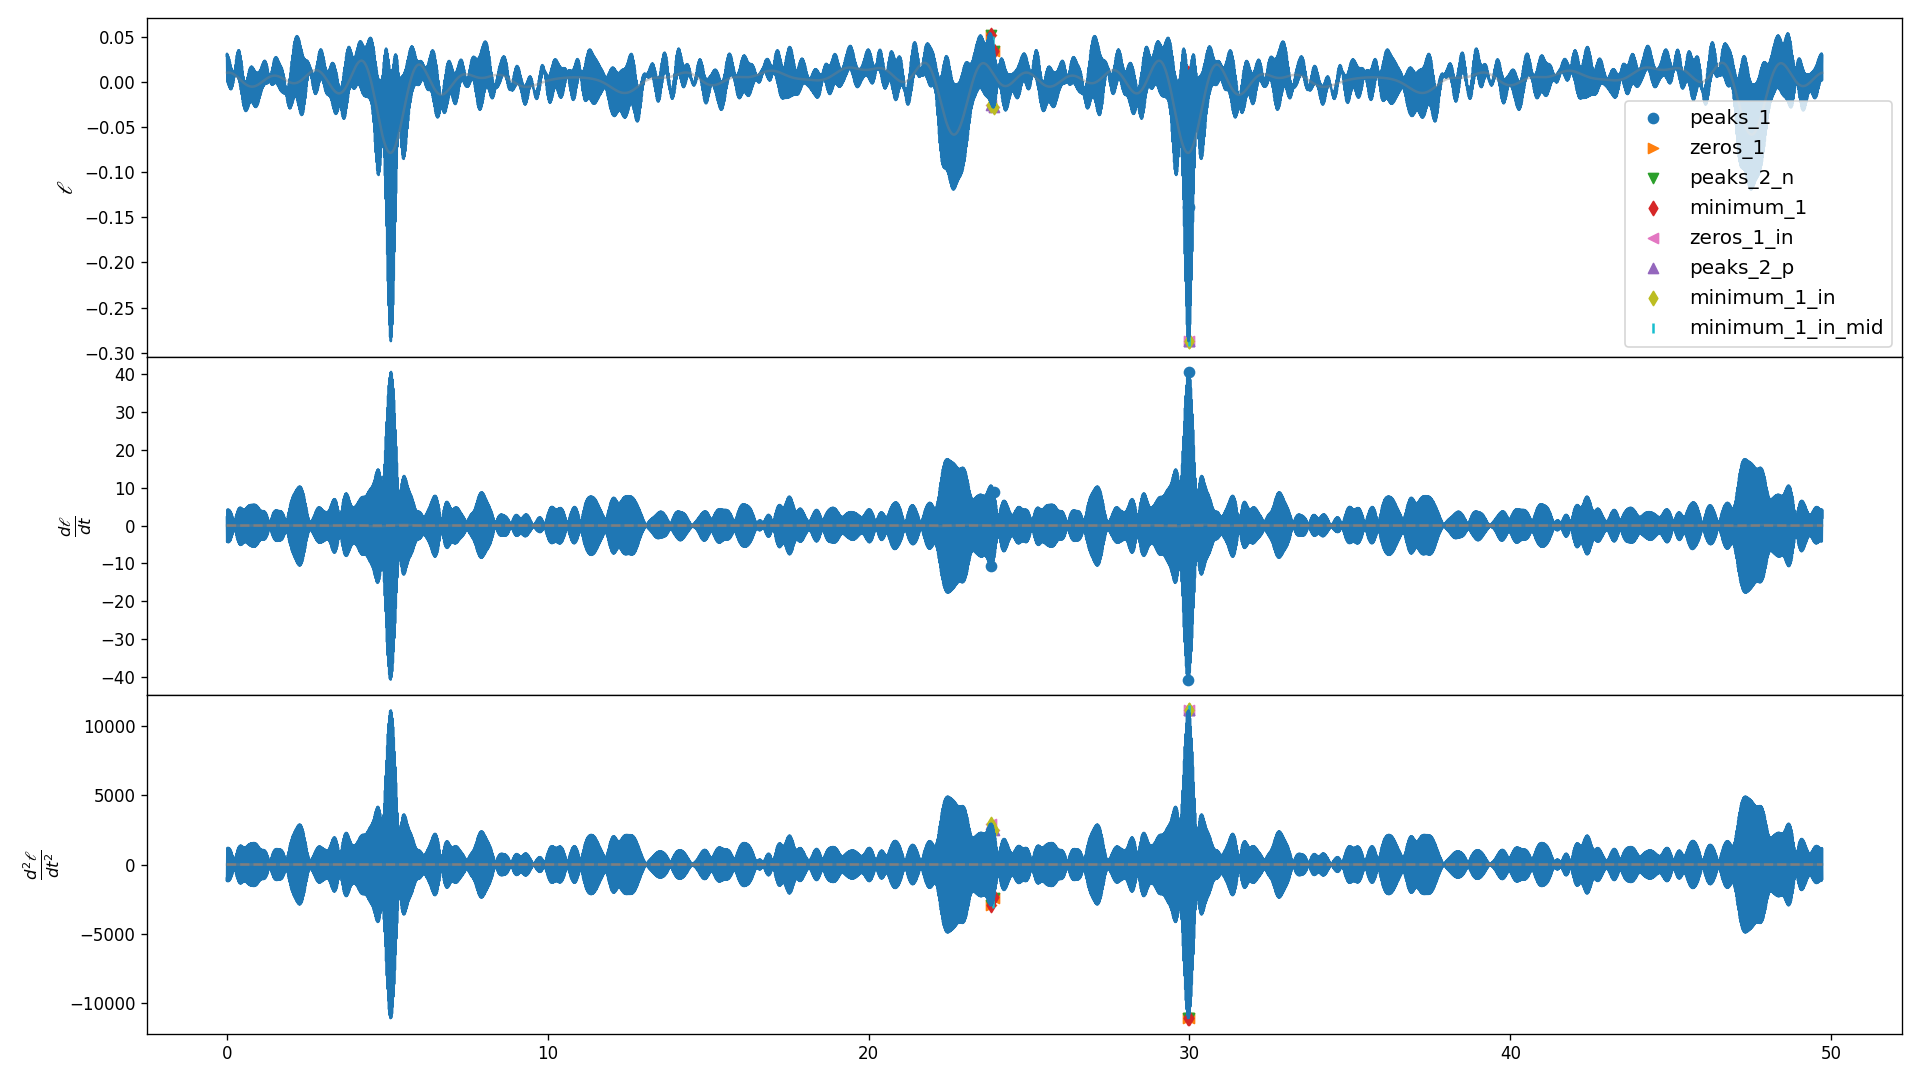 0.05
0.00
−0.05
−0.10
−0.15
−0.20
−0.25
−0.30
ℓ
peaks_1
zeros_1
peaks_2_n
minimum_1
zeros_1_in
peaks_2_p
minimum_1_in
minimum_1_in_mid
40
30
20
10
0
−10
−20
−30
−40
dℓ
dt
10000
5000
0
−5000
−10000
d²ℓ
dt²
0 10 20 30 40 50